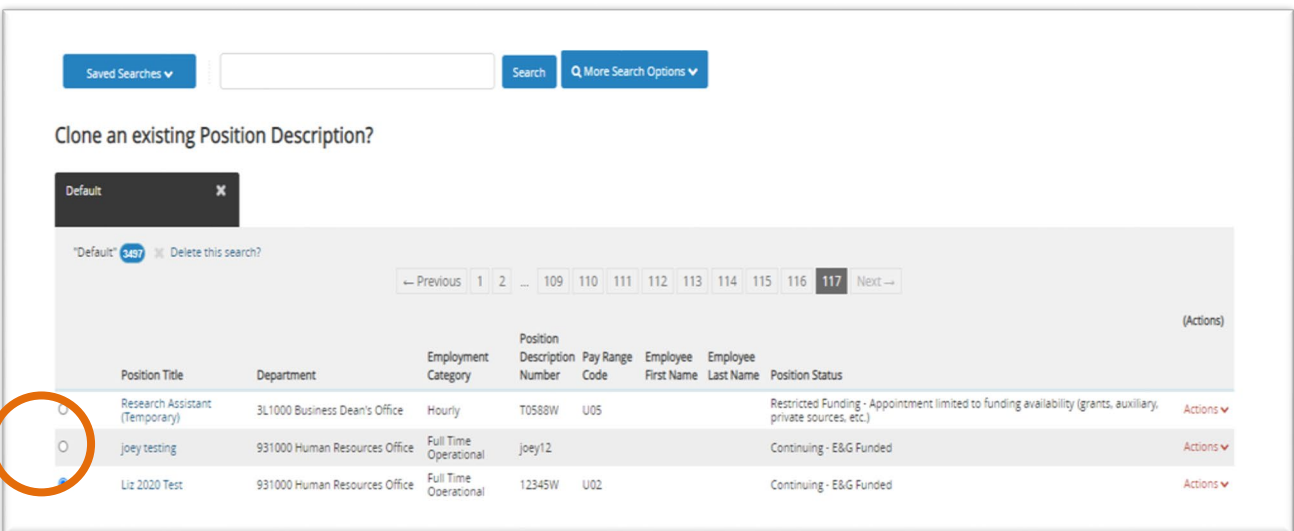 Saved Searches
Search
More Search Options
Clone an existing Position Description?
Default
"Default" 3497 Delete this search?
← Previous 1 2 ... 109 110 111 112 113 114 115 116 117 Next →
(Actions)
Position Title Department Employment Category Position Description Number Pay Range Code Employee First Name Employee Last Name Position Status
Research Assistant (Temporary) 3L1000 Business Dean's Office Hourly T0588W U05 Restricted Funding - Appointment limited to funding availability (grants, auxiliary, private sources, etc.) Actions
joey testing 931000 Human Resources Office Full Time Operational joey12 Continuing - E&G Funded Actions
Liz 2020 Test 931000 Human Resources Office Full Time Operational 12345W U02 Continuing - E&G Funded Actions